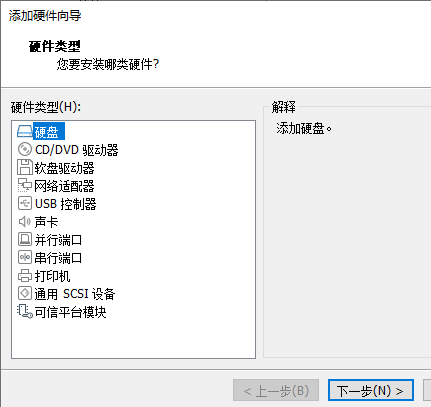 添加硬件向导
硬件类型
您要安装哪类硬件?
硬件类型(H):
硬盘
CD/DVD 驱动器
软盘驱动器
网络适配器
USB 控制器
声卡
并行端口
串行端口
打印机
通用 SCSI 设备
可信平台模块
解释
添加硬盘。
< 上一步(B)
下一步(N) >